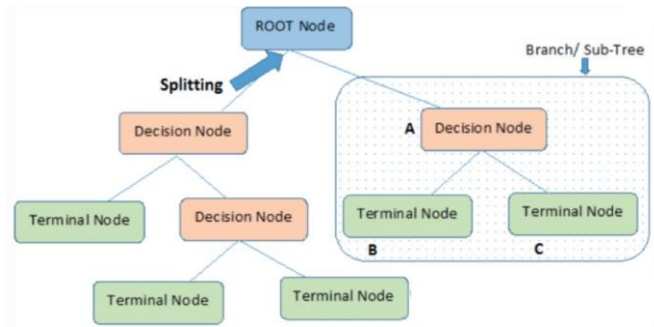 ROOT Node
Branch/ Sub-Tree
Splitting
Decision Node
A
Decision Node
Terminal Node
Decision Node
Terminal Node
Terminal Node
B
C
Terminal Node
Terminal Node